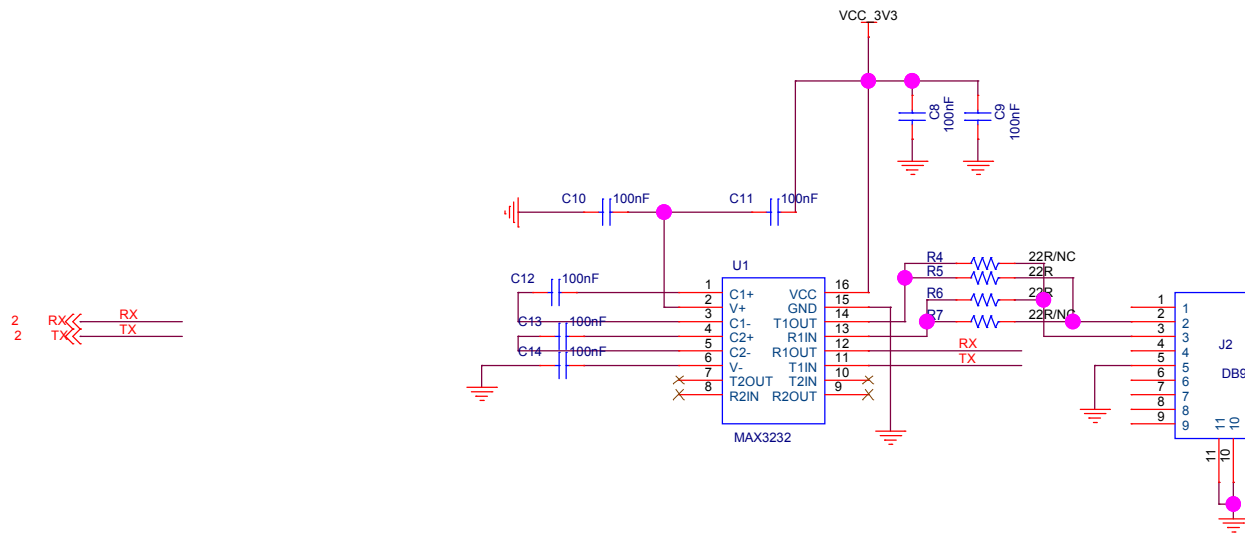 VCC_3V3
C8
100nF
C9
100nF
C10 100nF
C11 100nF
U1
R4 22R/NC
R5 22R
R6 22R
R7 22R/NC
C12 100nF
C13 100nF
C14 100nF
1 C1+ VCC 16
2 V+ GND 15
3 C1- T1OUT 14
4 C2+ R1IN 13
5 C2- R1OUT 12 RX
6 V- T1IN 11 TX
7 T2OUT T2IN 10
8 R2IN R2OUT 9
MAX3232
2 RX RX
2 TX TX
1 1
2 2
3 3
4 4
5 5
6 6
7 7
8 8
9 9
J2
DB9
11 10
11 10